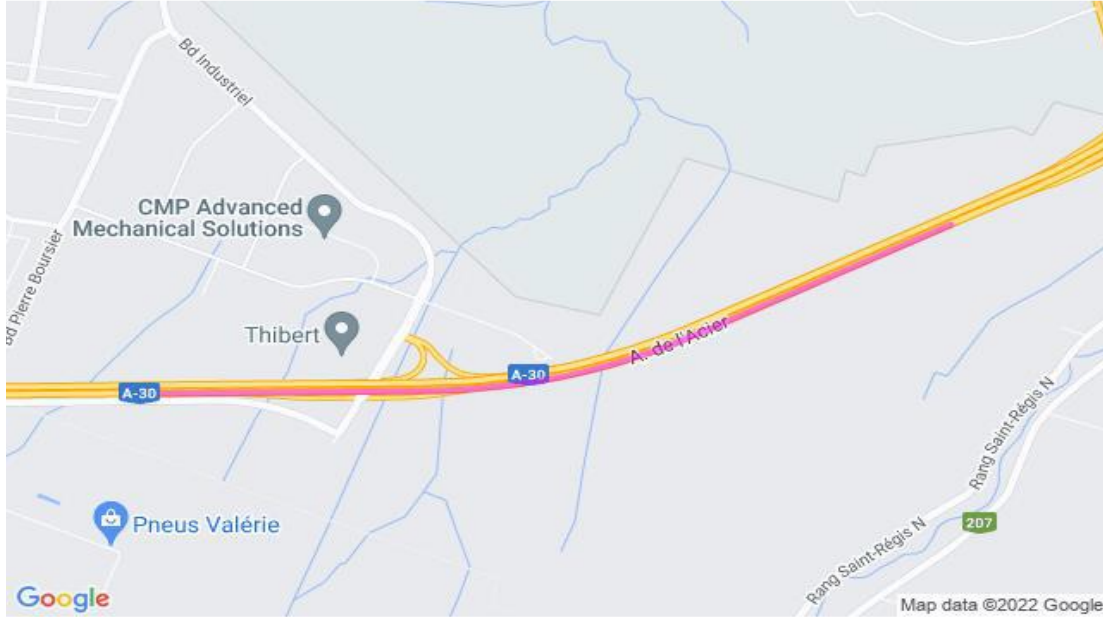 Bd Industriel
CMP Advanced
Mechanical Solutions
Bd Pierre Boursier
Thibert
A. de l'Acier
A-30
A-30
Rang Saint-Régis N
Pneus Valérie
207
Rang Saint-Régis N
Google
Map data ©2022 Google